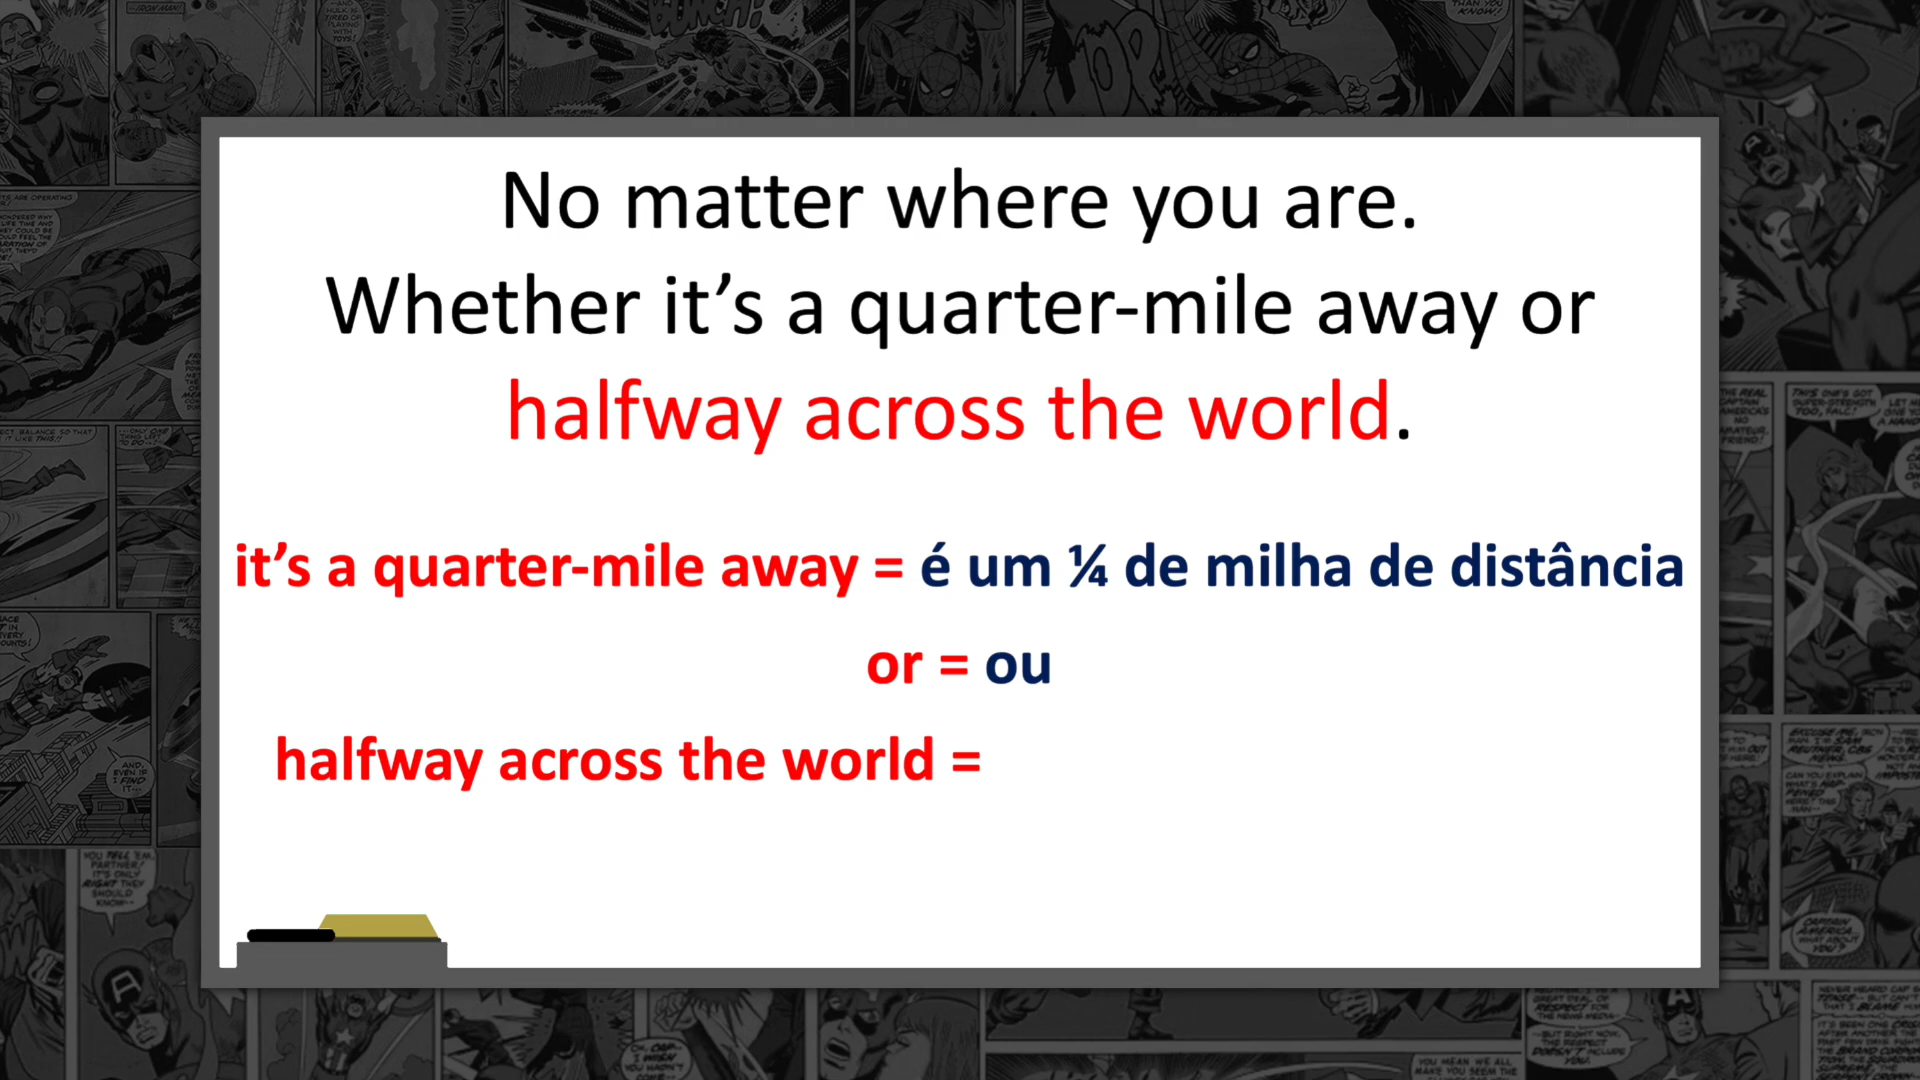 No matter where you are.
Whether it’s a quarter-mile away or
halfway across the world.
it’s a quarter-mile away = é um ¼ de milha de distância
or = ou
halfway across the world =